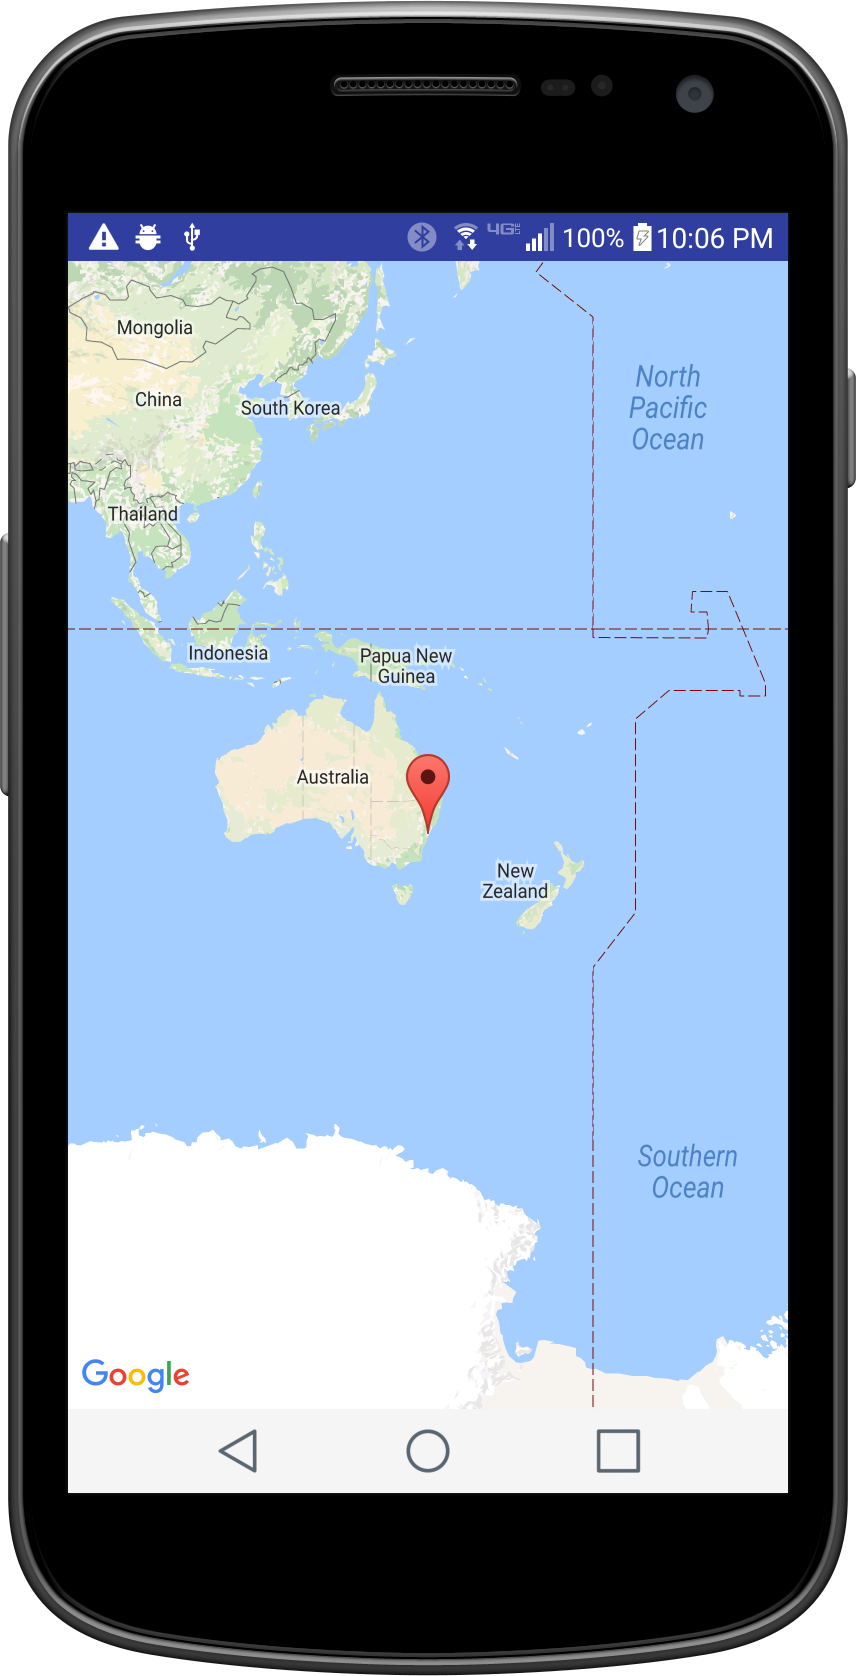 4G LTE 100% 10:06 PM
Mongolia
North
Pacific
Ocean
China
South Korea
Thailand
Indonesia
Papua New
Guinea
Australia
New
Zealand
Southern
Ocean
Google